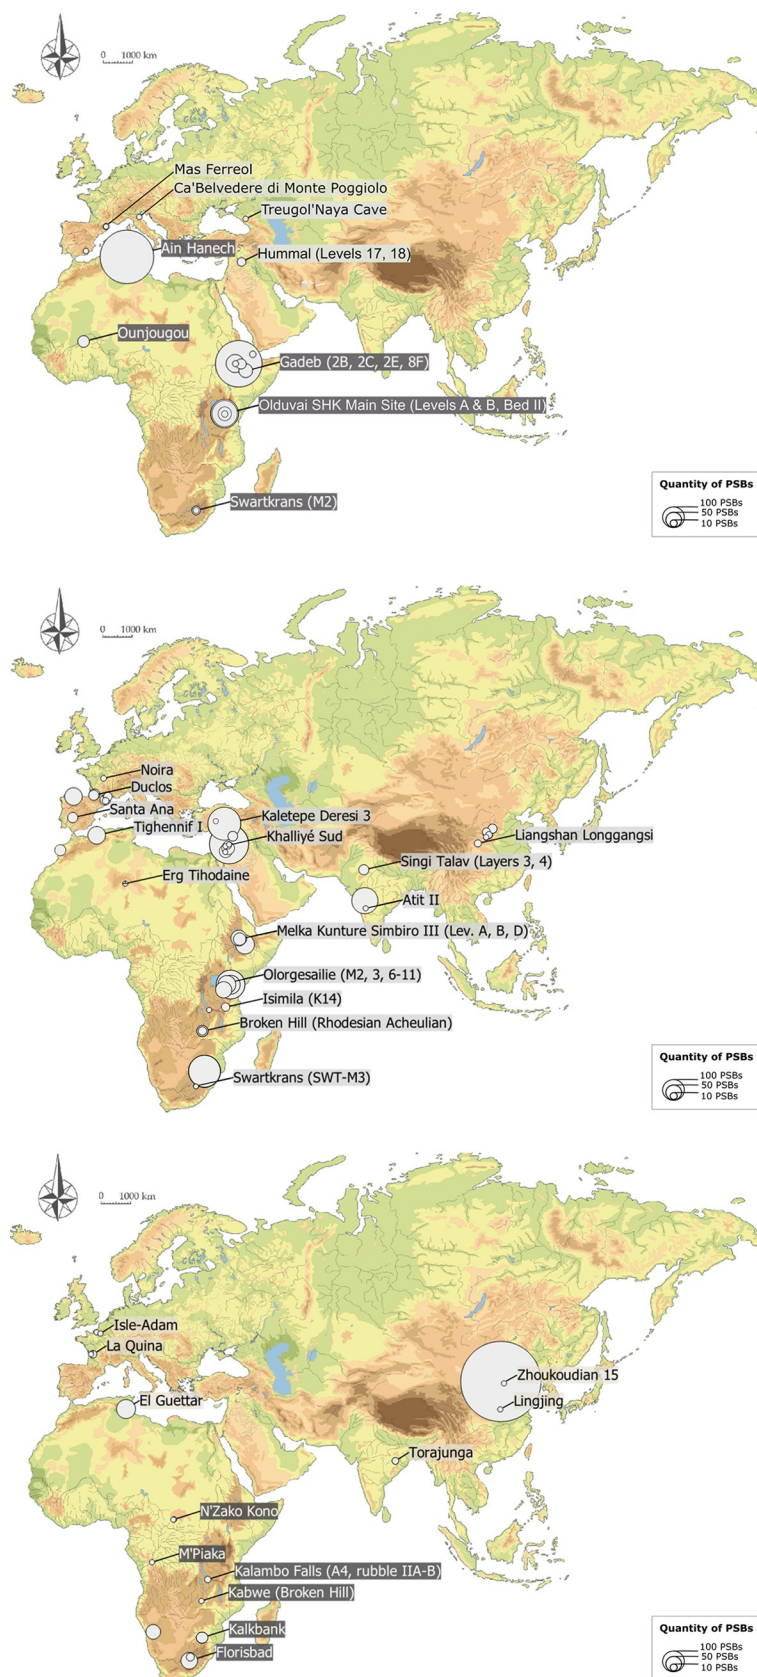 0 1000 km
Mas Ferreol
Ca'Belvedere di Monte Poggiolo
Treugol'Naya Cave
Ain Hanech
Hummal (Levels 17, 18)
Ounjougou
Gadeb (2B, 2C, 2E, 8F)
Olduvai SHK Main Site (Levels A & B, Bed II)
Swartkrans (M2)
Quantity of PSBs
100 PSBs
50 PSBs
10 PSBs
0 1000 km
Noira
Duclos
Santa Ana
Kaletepe Deresi 3
Tighennif I
Khalliyé Sud
Liangshan Longgangsi
Singi Talav (Layers 3, 4)
Erg Tihodaine
Atit II
Melka Kunture Simbiro III (Lev. A, B, D)
Olorgesailie (M2, 3, 6-11)
Isimila (K14)
Broken Hill (Rhodesian Acheulian)
Swartkrans (SWT-M3)
Quantity of PSBs
100 PSBs
50 PSBs
10 PSBs
0 1000 km
Isle-Adam
La Quina
Zhoukoudian 15
El Guettar
Lingjing
Torajunga
N'Zako Kono
M'Piaka
Kalambo Falls (A4, rubble IIA-B)
Kabwe (Broken Hill)
Kalkbank
Florisbad
Quantity of PSBs
100 PSBs
50 PSBs
10 PSBs